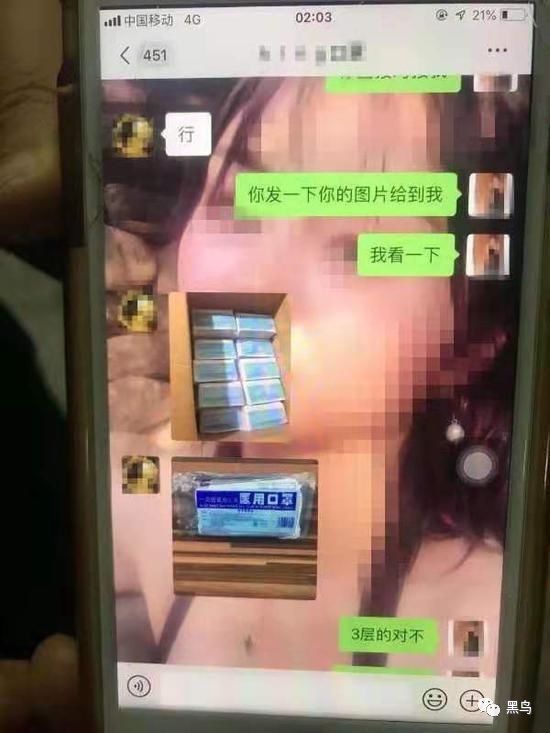 中国移动 4G
02:03
21%
451
行
你发一下你的图片给到我
我看一下
医用口罩
3层的对不
黑鸟